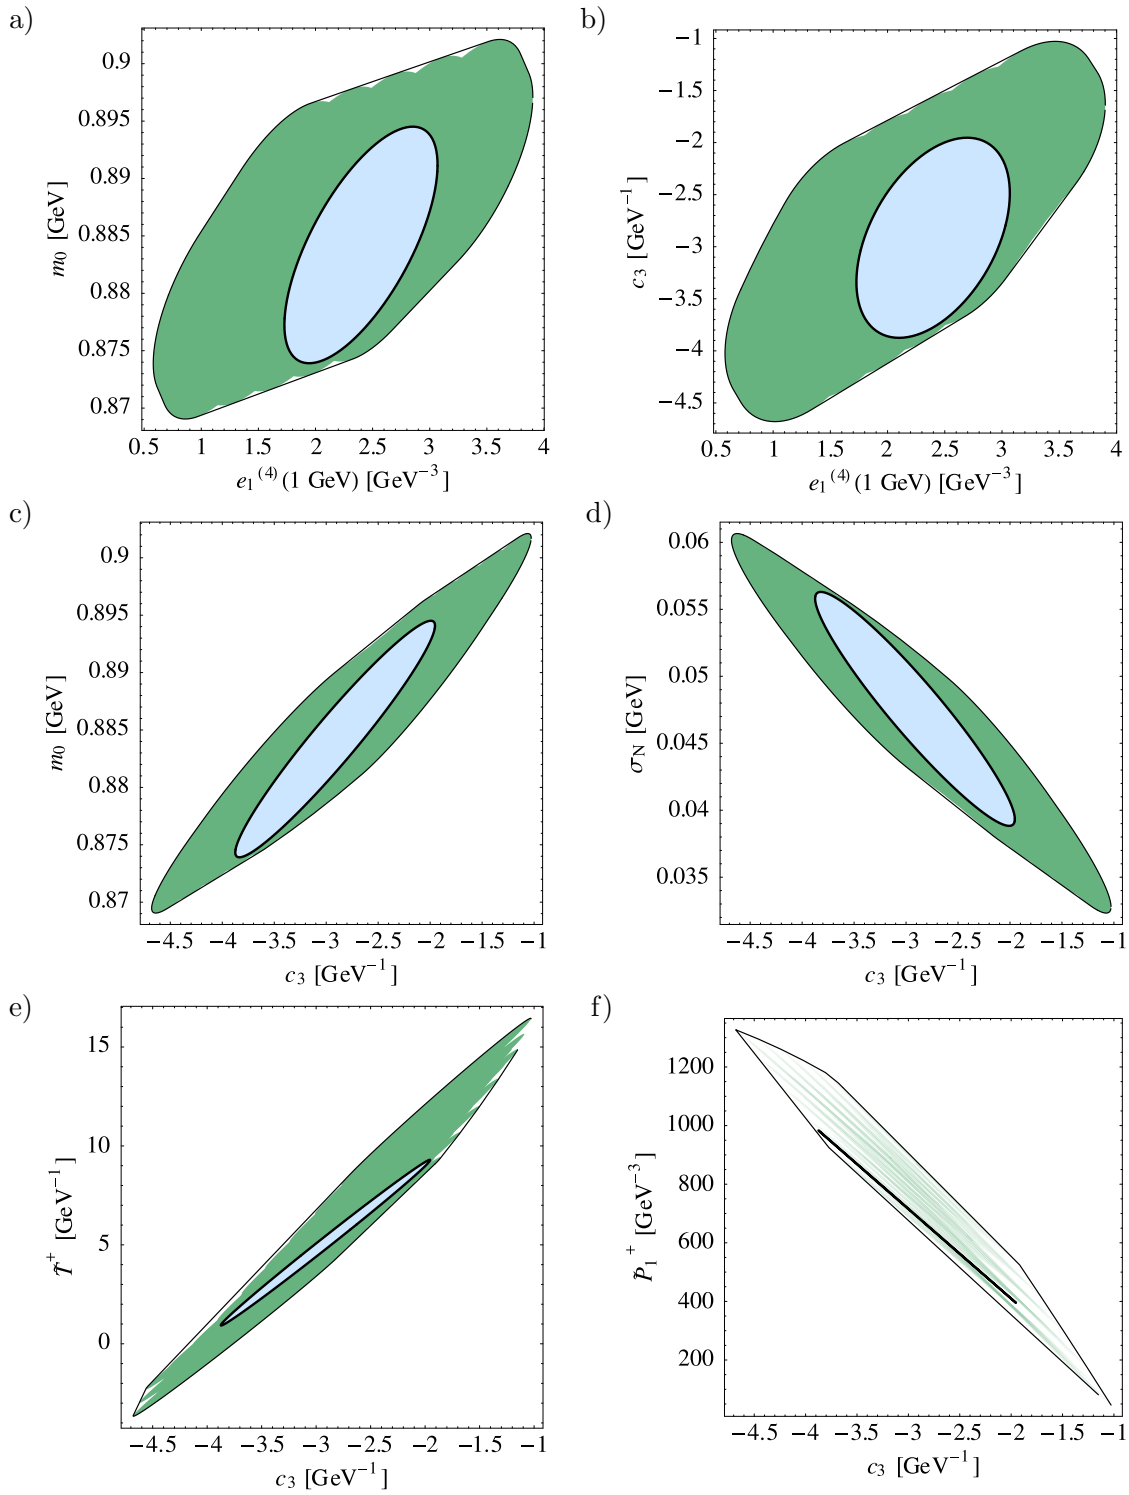 a)
0.9
0.895
0.89
0.885
0.88
0.875
0.87
m₀ [GeV]
0.5 1 1.5 2 2.5 3 3.5 4
e₁⁽⁴⁾ (1 GeV) [GeV⁻³]
b)
−1
−1.5
−2
−2.5
−3
−3.5
−4
−4.5
c₃ [GeV⁻¹]
0.5 1 1.5 2 2.5 3 3.5 4
e₁⁽⁴⁾ (1 GeV) [GeV⁻³]
c)
0.9
0.895
0.89
0.885
0.88
0.875
0.87
m₀ [GeV]
−4.5 −4 −3.5 −3 −2.5 −2 −1.5 −1
c₃ [GeV⁻¹]
d)
0.06
0.055
0.05
0.045
0.04
0.035
σ_N [GeV]
−4.5 −4 −3.5 −3 −2.5 −2 −1.5 −1
c₃ [GeV⁻¹]
e)
15
10
5
0
T̃⁺ [GeV⁻¹]
−4.5 −4 −3.5 −3 −2.5 −2 −1.5 −1
c₃ [GeV⁻¹]
f)
1200
1000
800
600
400
200
P̃₁⁺ [GeV⁻³]
−4.5 −4 −3.5 −3 −2.5 −2 −1.5 −1
c₃ [GeV⁻¹]